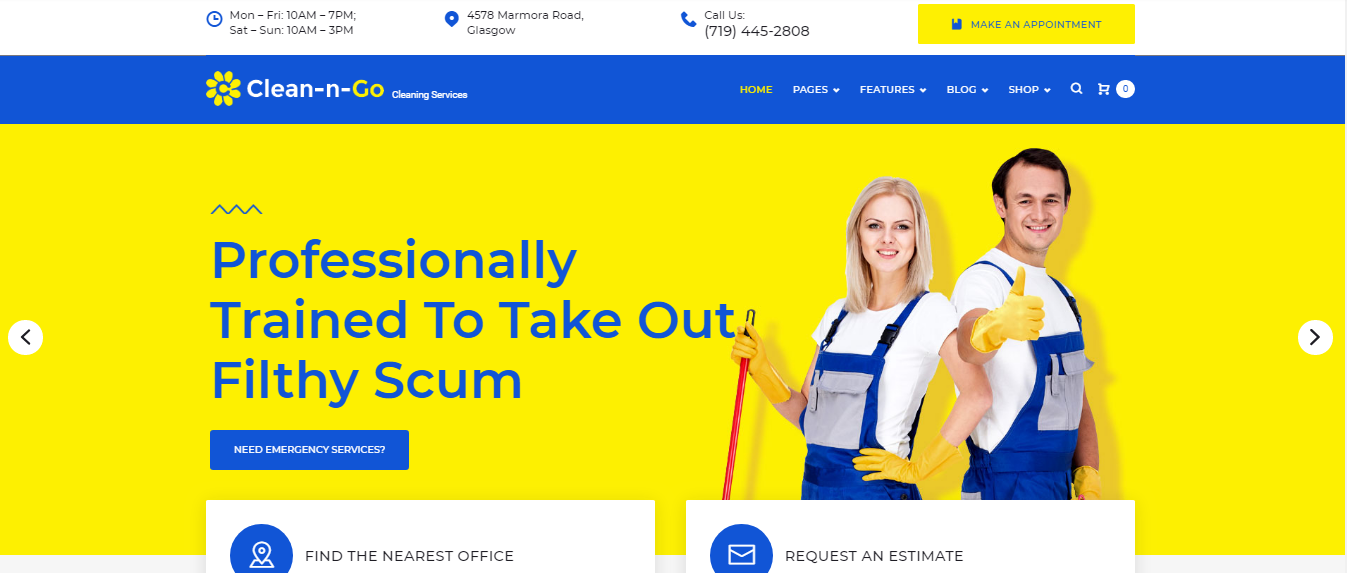 Mon – Fri: 10AM – 7PM;
Sat – Sun: 10AM – 3PM
4578 Marmora Road,
Glasgow
Call Us:
(719) 445-2808
MAKE AN APPOINTMENT
Clean-n-Go Cleaning Services
HOME PAGES FEATURES BLOG SHOP 0
Professionally
Trained To Take Out
Filthy Scum
NEED EMERGENCY SERVICES?
FIND THE NEAREST OFFICE
REQUEST AN ESTIMATE